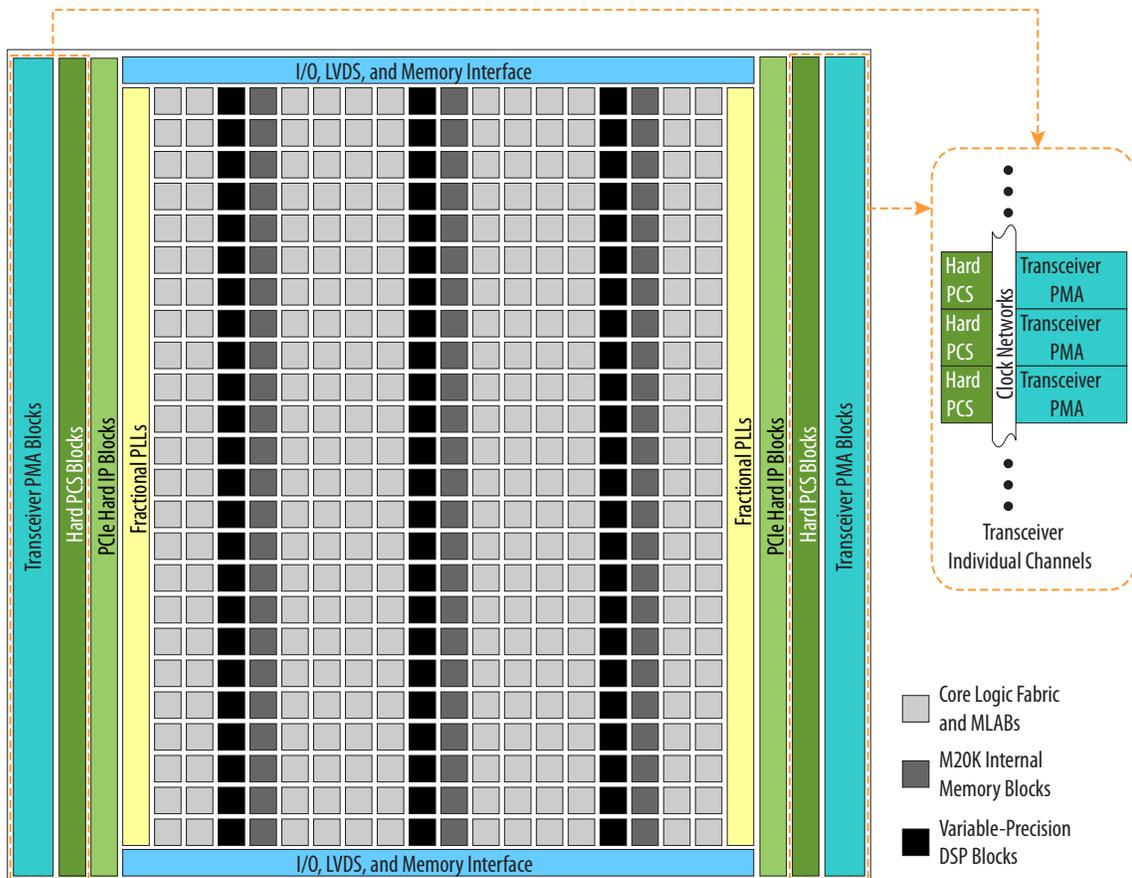 I/O, LVDS, and Memory Interface
Transceiver PMA Blocks
Hard PCS Blocks
PCIe Hard IP Blocks
Fractional PLLs
Fractional PLLs
PCIe Hard IP Blocks
Hard PCS Blocks
Transceiver PMA Blocks
I/O, LVDS, and Memory Interface
Hard
PCS
Hard
PCS
Hard
PCS
Clock Networks
Transceiver
PMA
Transceiver
PMA
Transceiver
PMA
Transceiver
Individual Channels
Core Logic Fabric
and MLABs
M20K Internal
Memory Blocks
Variable-Precision
DSP Blocks